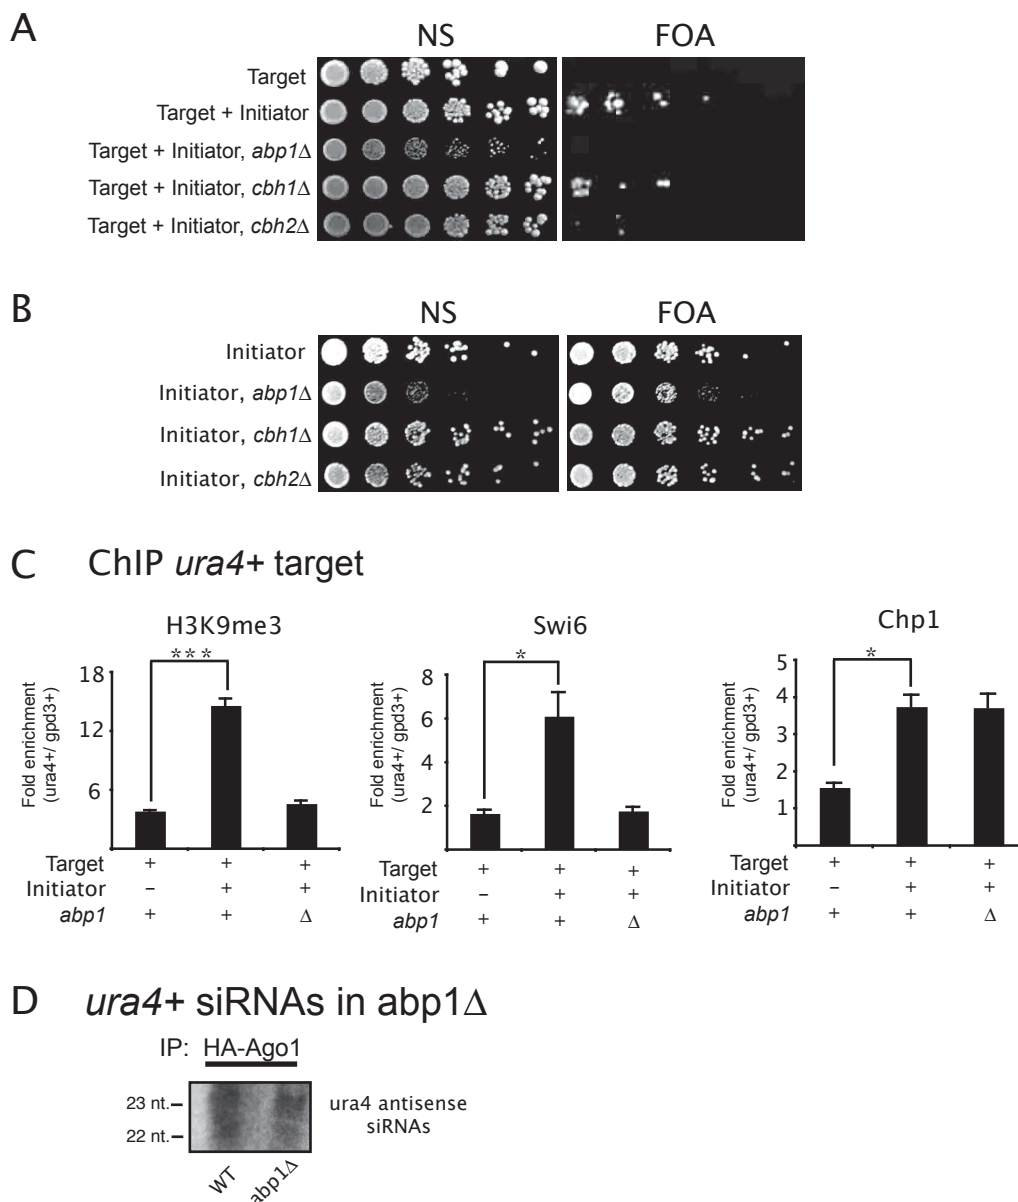 A
NS FOA
Target
Target + Initiator
Target + Initiator, abp1Δ
Target + Initiator, cbh1Δ
Target + Initiator, cbh2Δ
B
NS FOA
Initiator
Initiator, abp1Δ
Initiator, cbh1Δ
Initiator, cbh2Δ
C ChIP ura4+ target
H3K9me3
***
Fold enrichment
(ura4+/ gpd3+)
18
12
6
Target + + +
Initiator – + +
abp1 + + Δ
Swi6
*
Fold enrichment
(ura4+/ gpd3+)
8
6
4
2
Target + + +
Initiator – + +
abp1 + + Δ
Chp1
*
Fold enrichment
(ura4+/ gpd3+)
5
4
3
2
1
Target + + +
Initiator – + +
abp1 + + Δ
D ura4+ siRNAs in abp1Δ
IP: HA-Ago1
23 nt.
22 nt.
ura4 antisense
siRNAs
WT abp1Δ